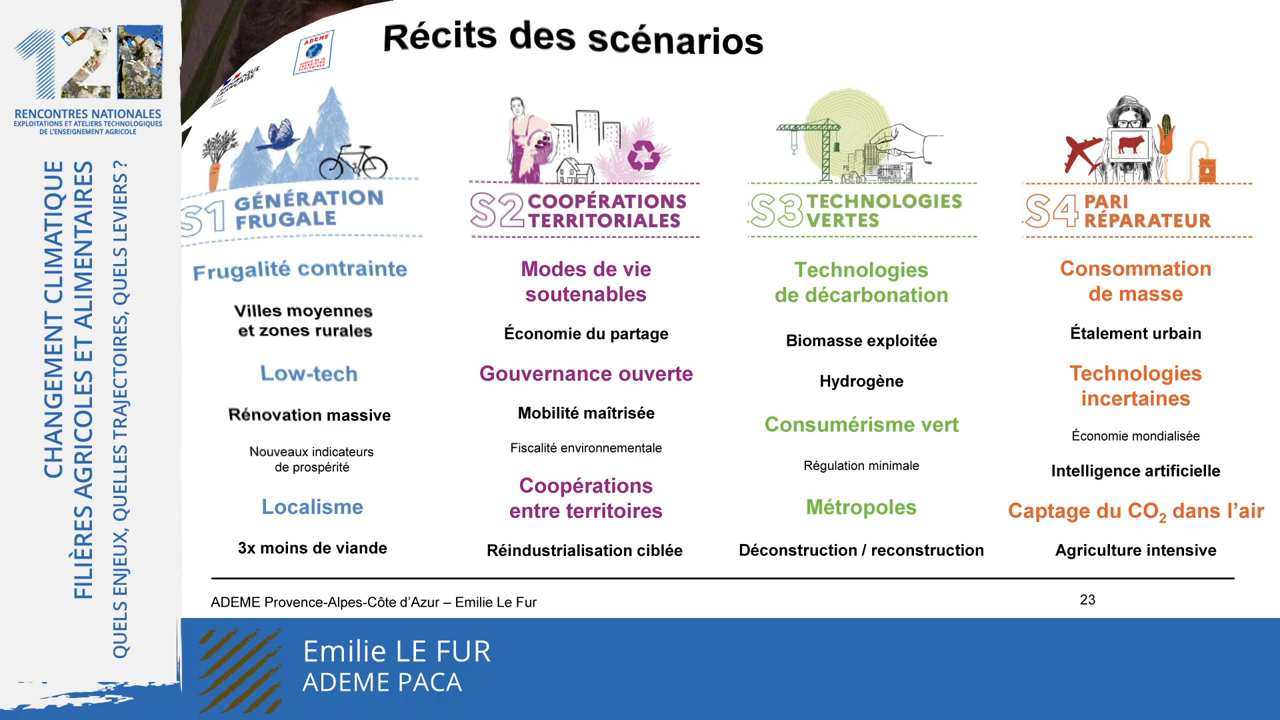 Récits des scénarios
ADEME
RÉPUBLIQUE
FRANÇAISE
12es
RENCONTRES NATIONALES
EXPLOITATIONS ET ATELIERS TECHNOLOGIQUES
DE L'ENSEIGNEMENT AGRICOLE
CHANGEMENT CLIMATIQUE
FILIÈRES AGRICOLES ET ALIMENTAIRES
QUELS ENJEUX, QUELLES TRAJECTOIRES, QUELS LEVIERS ?
S1 GÉNÉRATION
FRUGALE
Frugalité contrainte
Villes moyennes
et zones rurales
Low-tech
Rénovation massive
Nouveaux indicateurs
de prospérité
Localisme
3x moins de viande
S2 COOPÉRATIONS
TERRITORIALES
Modes de vie
soutenables
Économie du partage
Gouvernance ouverte
Mobilité maîtrisée
Fiscalité environnementale
Coopérations
entre territoires
Réindustrialisation ciblée
S3 TECHNOLOGIES
VERTES
Technologies
de décarbonation
Biomasse exploitée
Hydrogène
Consumérisme vert
Régulation minimale
Métropoles
Déconstruction / reconstruction
S4 PARI
RÉPARATEUR
Consommation
de masse
Étalement urbain
Technologies
incertaines
Économie mondialisée
Intelligence artificielle
Captage du CO₂ dans l'air
Agriculture intensive
ADEME Provence-Alpes-Côte d'Azur – Emilie Le Fur
23
Emilie LE FUR
ADEME PACA